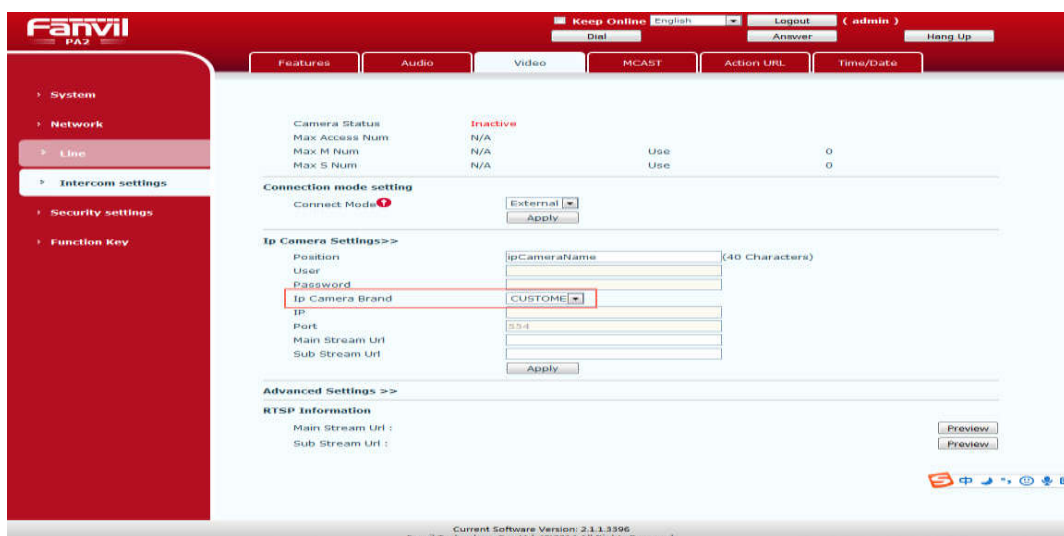 Fanvil
PA2
Keep Online English Logout ( admin )
Dial Answer Hang Up
Features Audio Video MCAST Action URL Time/Date
› System
› Network
› Line
› Intercom settings
› Security settings
› Function Key
Camera Status Inactive
Max Access Num N/A
Max M Num N/A Use 0
Max S Num N/A Use 0
Connection mode setting
Connect Mode External
Apply
Ip Camera Settings>>
Position ipCameraName (40 Characters)
User
Password
Ip Camera Brand CUSTOME
IP
Port 554
Main Stream Url
Sub Stream Url
Apply
Advanced Settings >>
RTSP Information
Main Stream Url : Preview
Sub Stream Url : Preview
S 中
Current Software Version: 2.1.1.3396